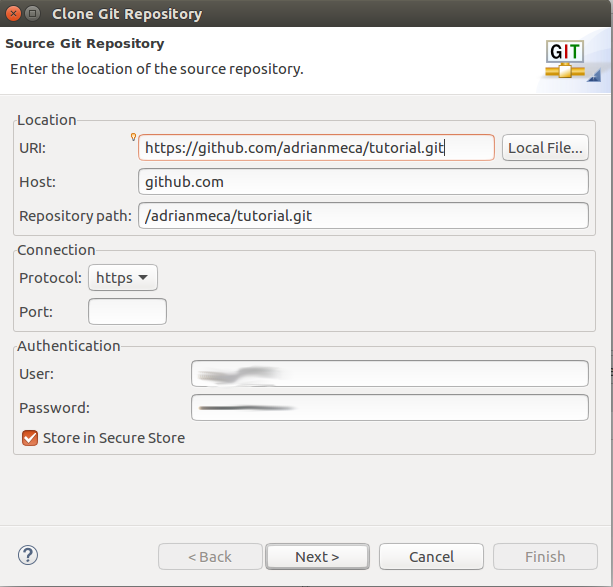 Clone Git Repository
Source Git Repository
GIT
Enter the location of the source repository.
Location
URI: https://github.com/adrianmeca/tutorial.git Local File...
Host: github.com
Repository path: /adrianmeca/tutorial.git
Connection
Protocol: https
Port:
Authentication
User:
Password:
Store in Secure Store
? < Back Next > Cancel Finish